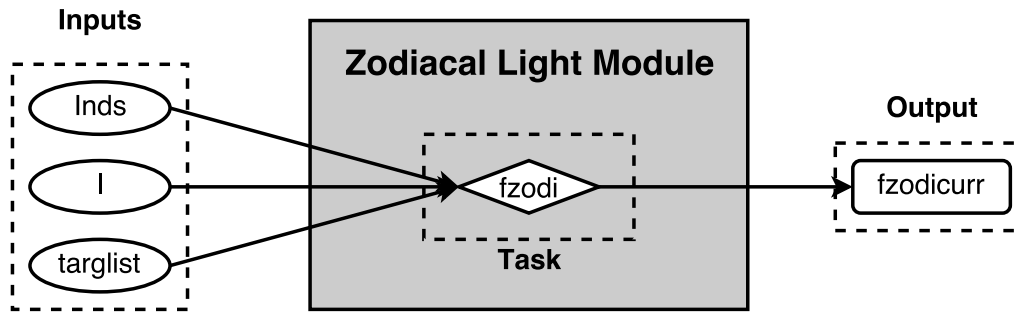 Inputs
Inds
I
targlist
Zodiacal Light Module
fzodi
Task
Output
fzodicurr